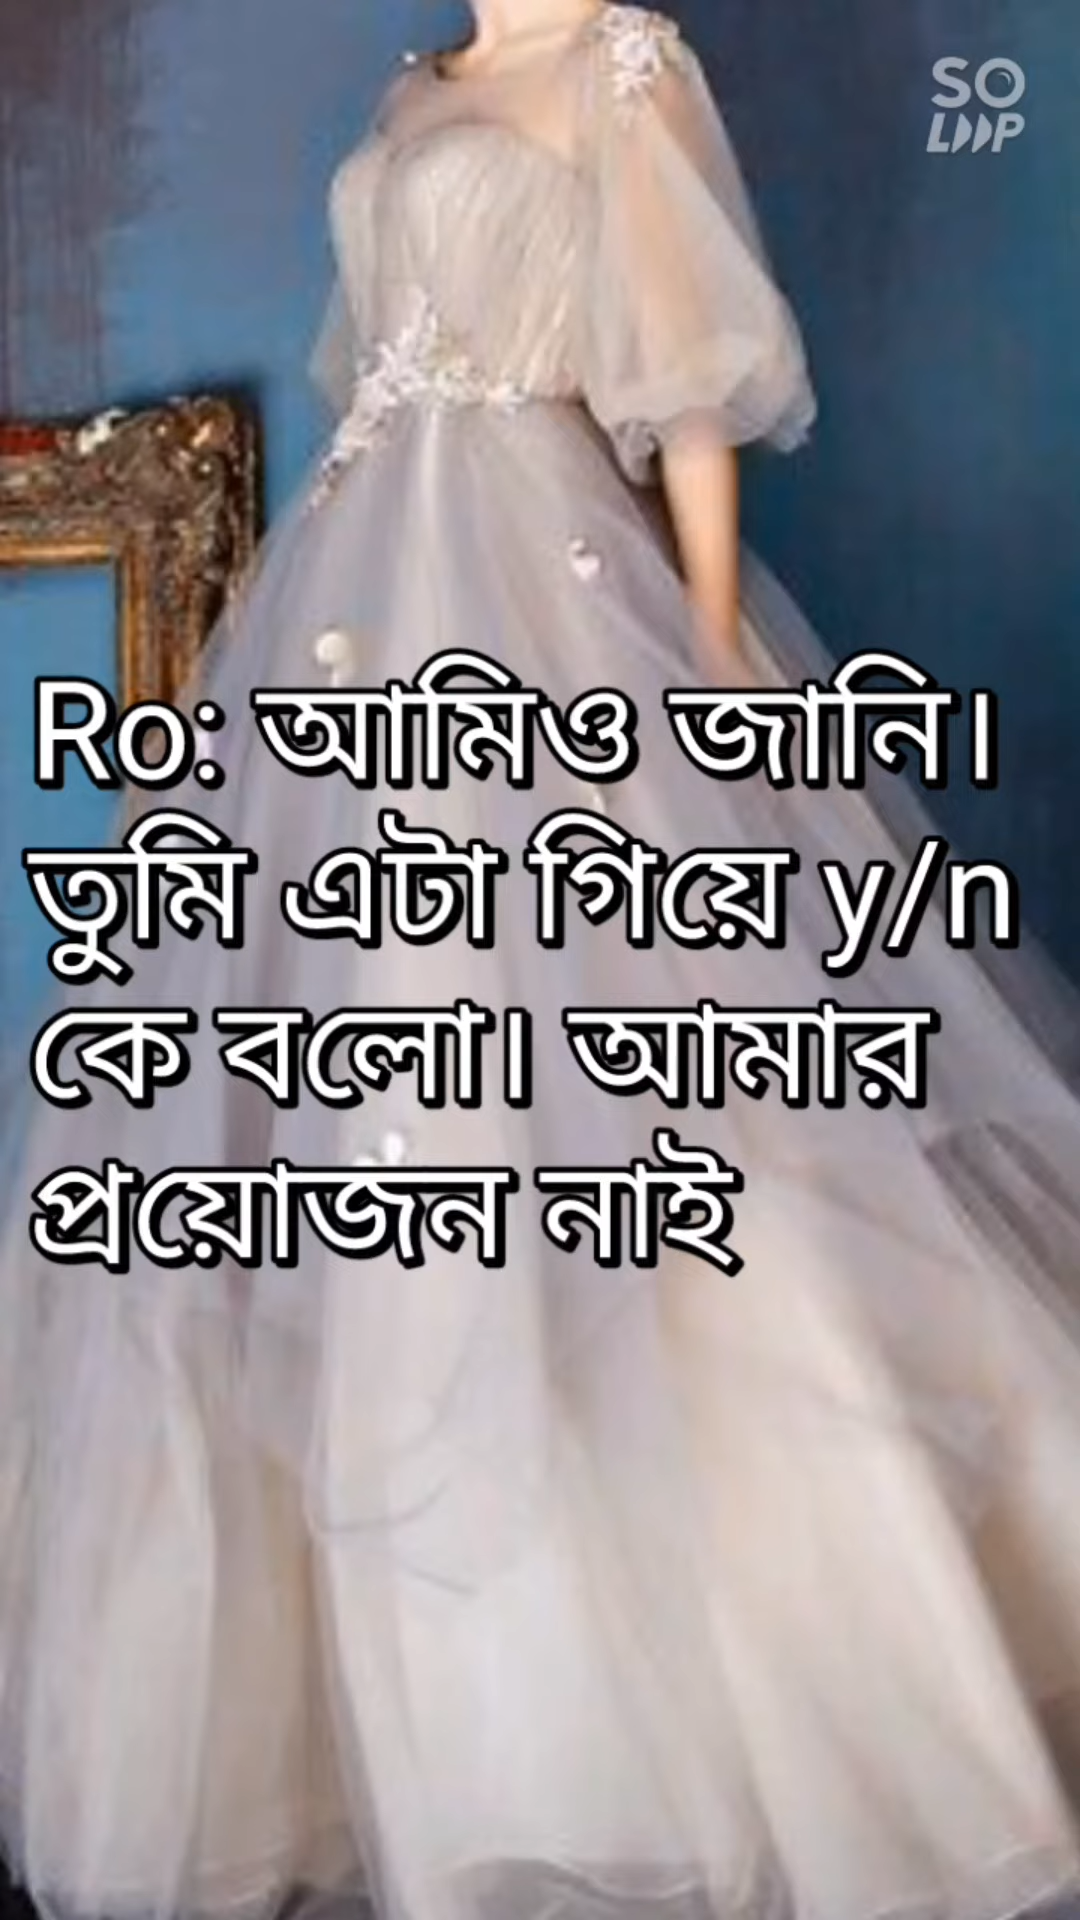 SO
LOOP
Ro: আমিও জানি।
তুমি এটা গিয়ে y/n
কে বলো। আমার
প্রয়োজন নাই